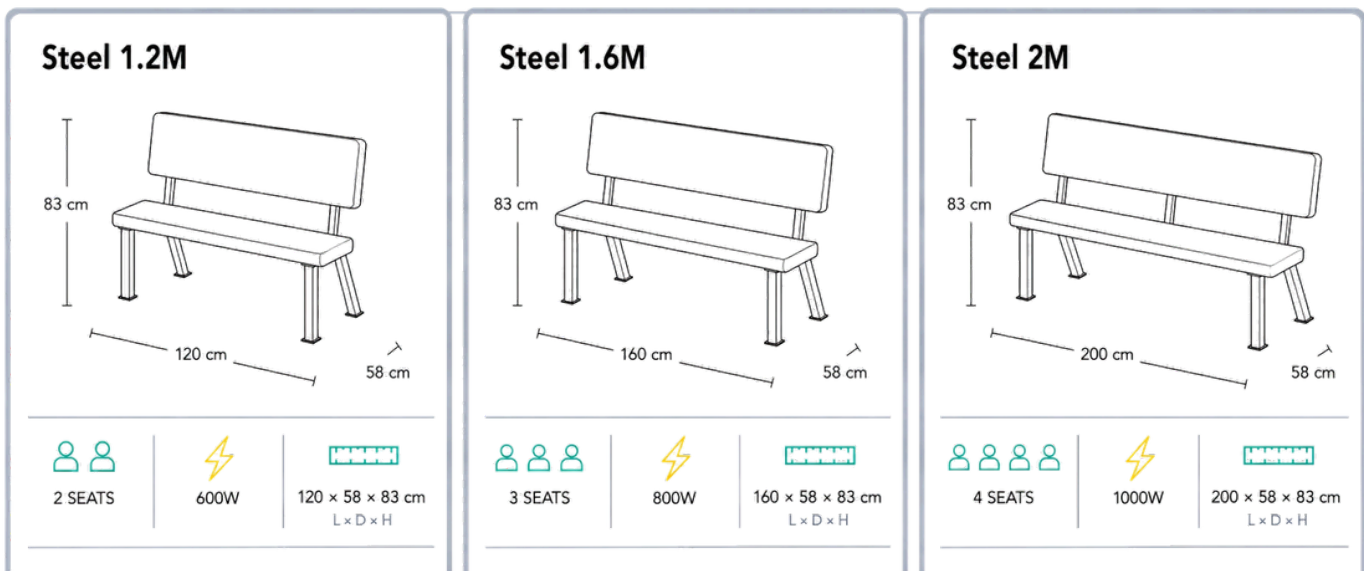 Steel 1.2M
83 cm
120 cm
58 cm
2 SEATS
600W
120 × 58 × 83 cm
L × D × H
Steel 1.6M
83 cm
160 cm
58 cm
3 SEATS
800W
160 × 58 × 83 cm
L × D × H
Steel 2M
83 cm
200 cm
58 cm
4 SEATS
1000W
200 × 58 × 83 cm
L × D × H